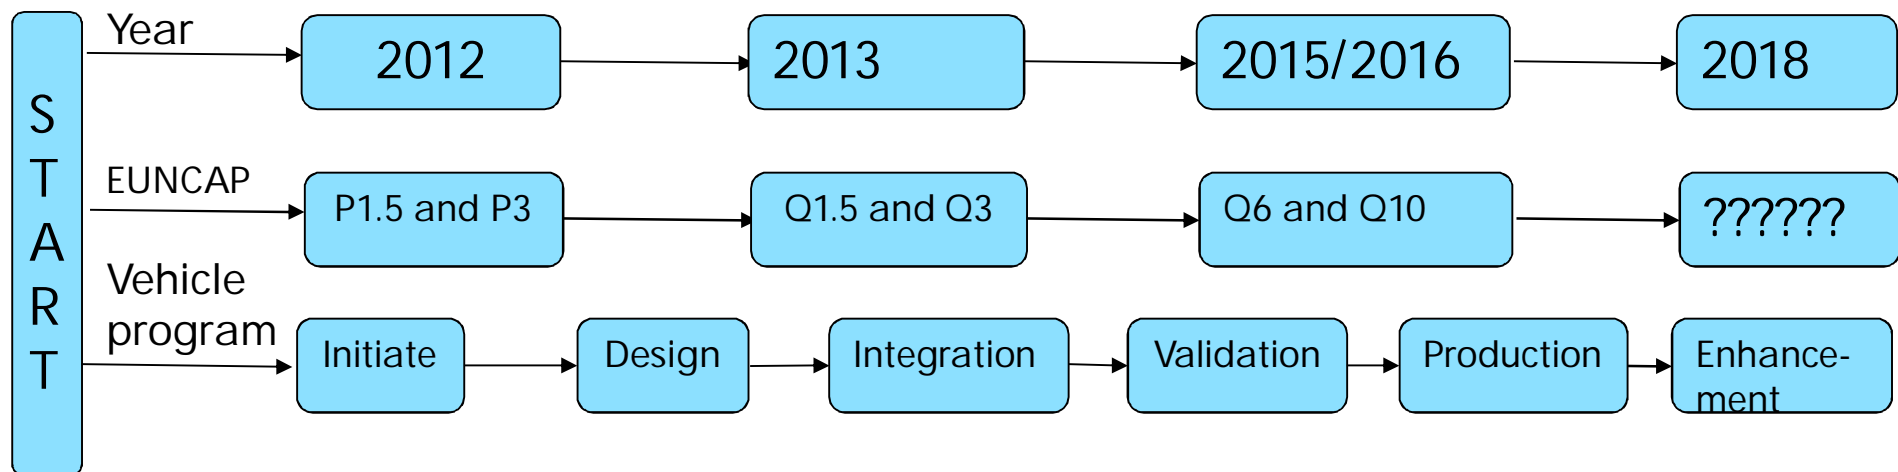 START
Year
2012
2013
2015/2016
2018
EUNCAP
P1.5 and P3
Q1.5 and Q3
Q6 and Q10
??????
Vehicle
program
Initiate
Design
Integration
Validation
Production
Enhance-
ment